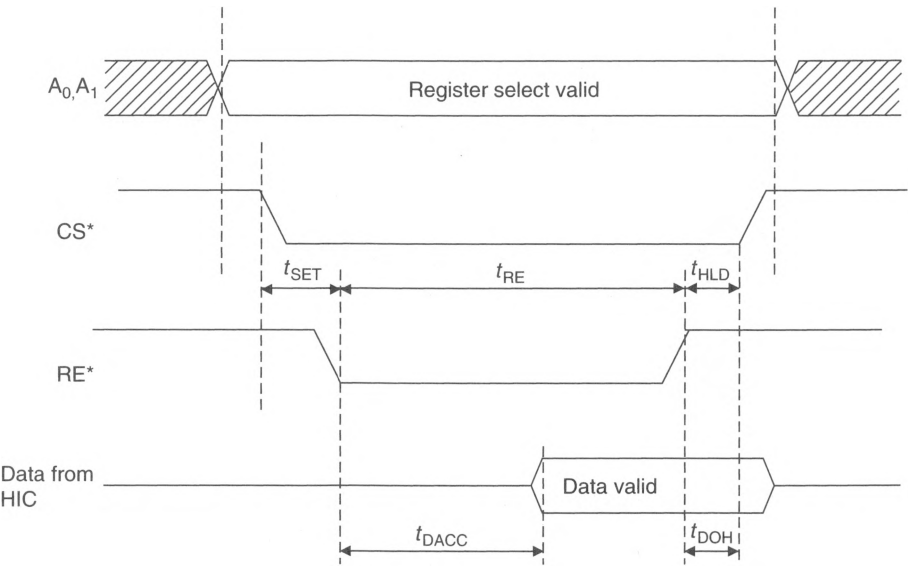 A0,A1
Register select valid
CS*
tSET
tRE
tHLD
RE*
Data from
HIC
Data valid
tDACC
tDOH